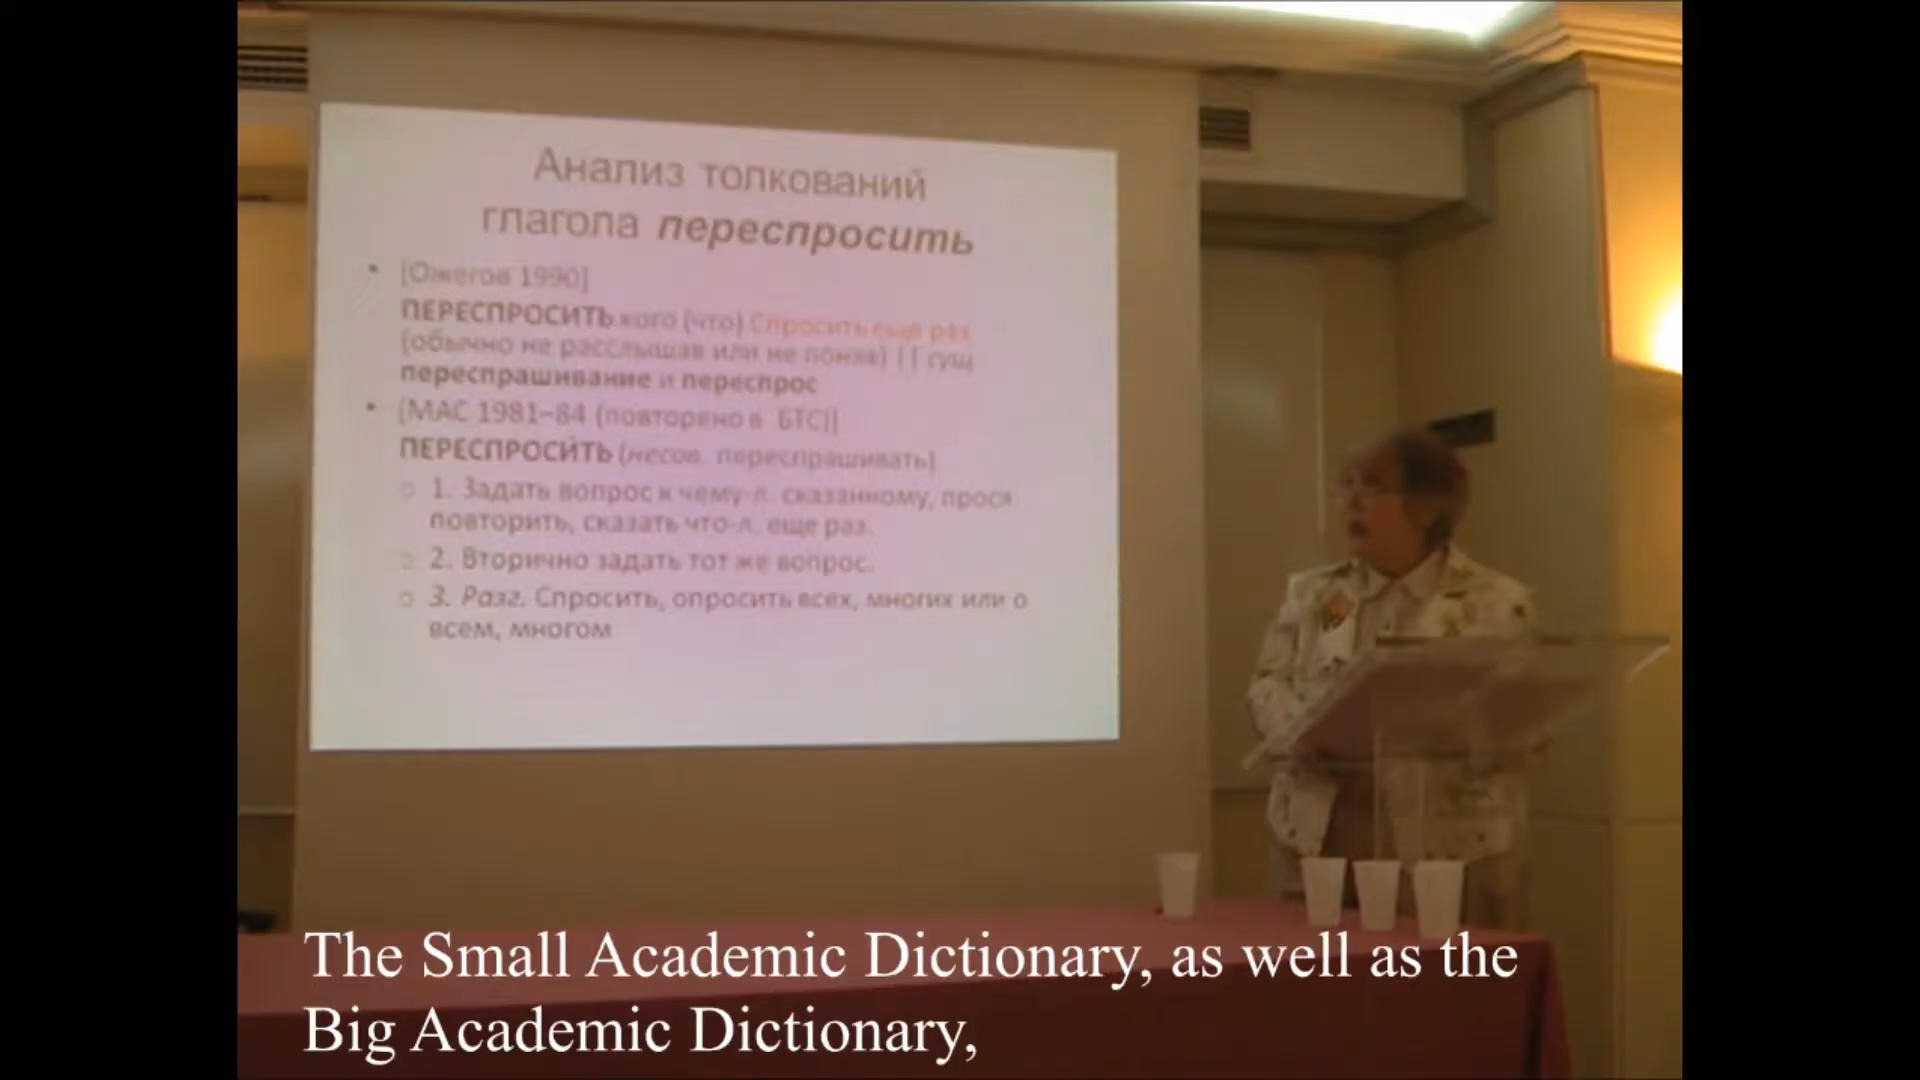 Анализ толкований
глагола переспросить
• [Ожегов 1990]
ПЕРЕСПРОСИТЬ кого (что) Спросить еще раз
(обычно не расслышав или не поняв) || сущ
переспрашивание и переспрос
• [МАС 1981–84 (повторено в БТС)]
ПЕРЕСПРОСИ́ТЬ (несов. переспрашивать)
○ 1. Задать вопрос к чему-л. сказанному, прося
повторить, сказать что-л. еще раз.
○ 2. Вторично задать тот же вопрос.
○ 3. Разг. Спросить, опросить всех, многих или о
всем, многом
The Small Academic Dictionary, as well as the
Big Academic Dictionary,